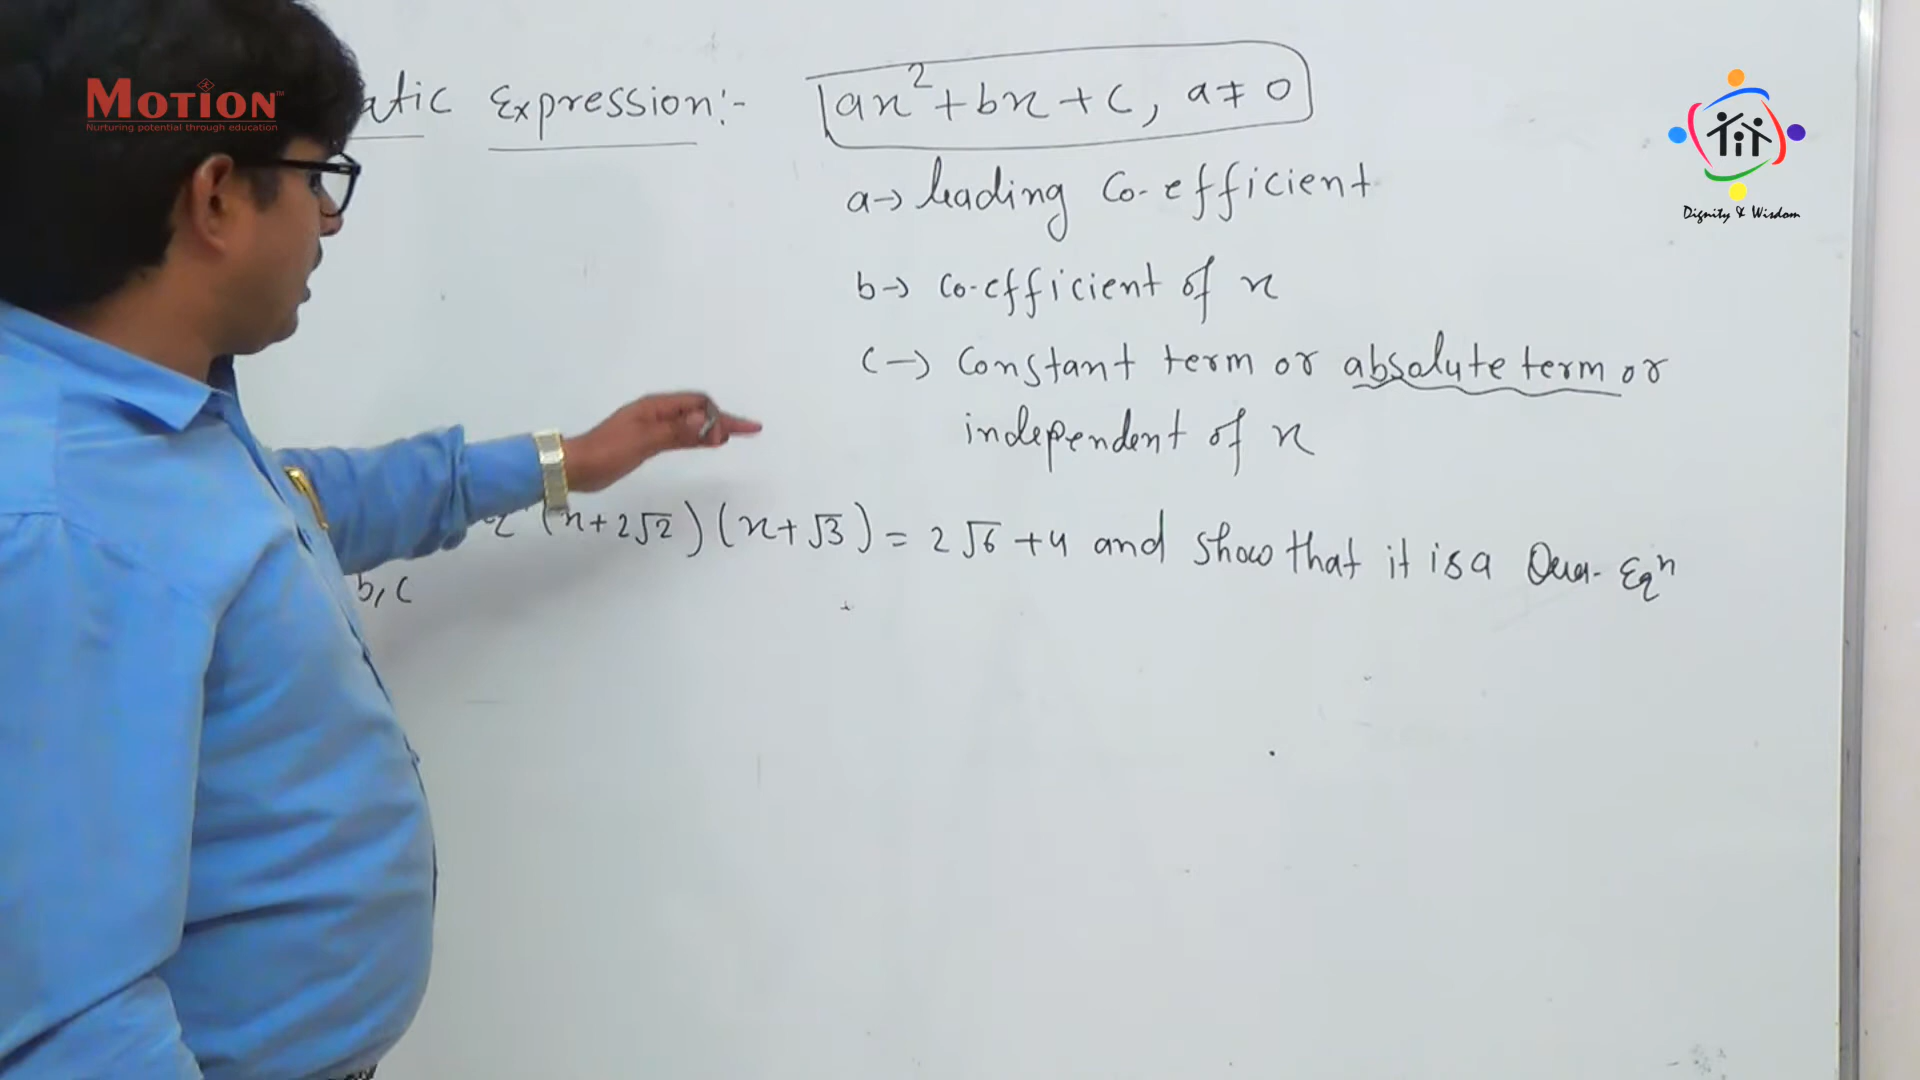 MOTION™
Nurturing potential through education
atic Expression:- ax²+bx+c, a≠0
a→ leading Co-efficient
b→ Co-efficient of x
c→ Constant term or absolute term or
independent of x
(x+2√2)(x+√3) = 2√6+4 and show that it is a Qua. Eqⁿ
b, c
Dignity & Wisdom